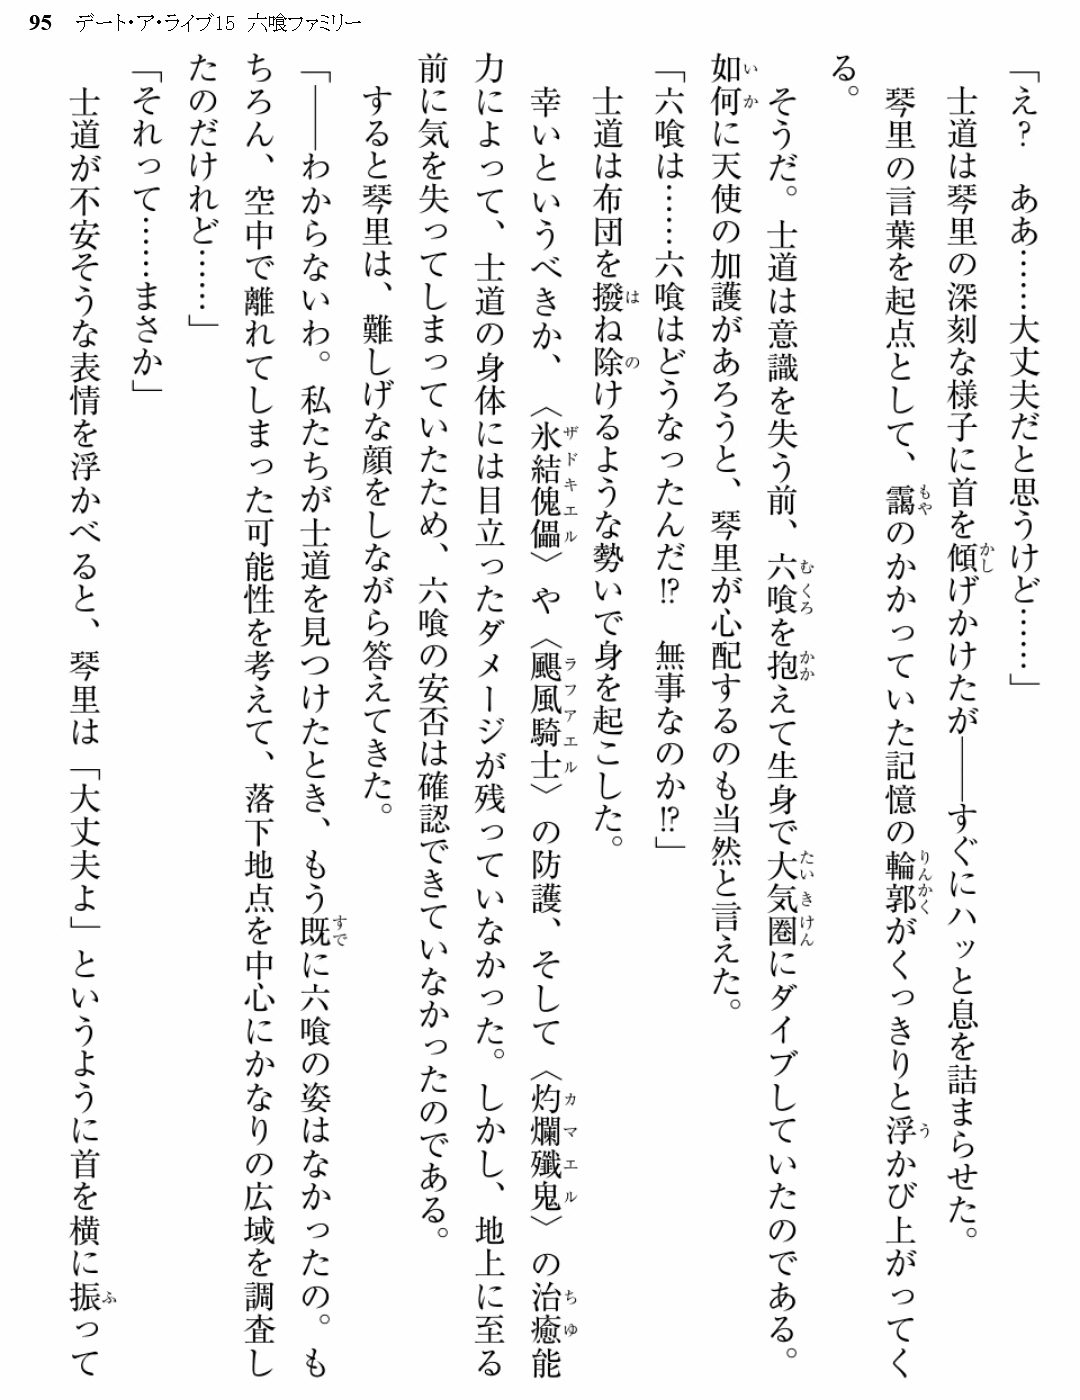 95 デート・ア・ライブ15 六喰ファミリー
「え？　ああ……大丈夫だと思うけど……」
　士道は琴里の深刻な様子に首を傾げかけたが――すぐにハッと息を詰まらせた。
　琴里の言葉を起点として、靄のかかっていた記憶の輪郭がくっきりと浮かび上がってく
る。
　そうだ。士道は意識を失う前、六喰を抱えて生身で大気圏にダイブしていたのである。
如何に天使の加護があろうと、琴里が心配するのも当然と言えた。
「六喰は……六喰はどうなったんだ⁉　無事なのか⁉」
　士道は布団を撥ね除けるような勢いで身を起こした。
　幸いというべきか、〈氷結傀儡〉や〈颶風騎士〉の防護、そして〈灼爛殲鬼〉の治癒能
力によって、士道の身体には目立ったダメージが残っていなかった。しかし、地上に至る
前に気を失ってしまっていたため、六喰の安否は確認できていなかったのである。
　すると琴里は、難しげな顔をしながら答えてきた。
「――わからないわ。私たちが士道を見つけたとき、もう既に六喰の姿はなかったの。も
ちろん、空中で離れてしまった可能性を考えて、落下地点を中心にかなりの広域を調査し
たのだけれど……」
「それって……まさか」
　士道が不安そうな表情を浮かべると、琴里は「大丈夫よ」というように首を横に振って